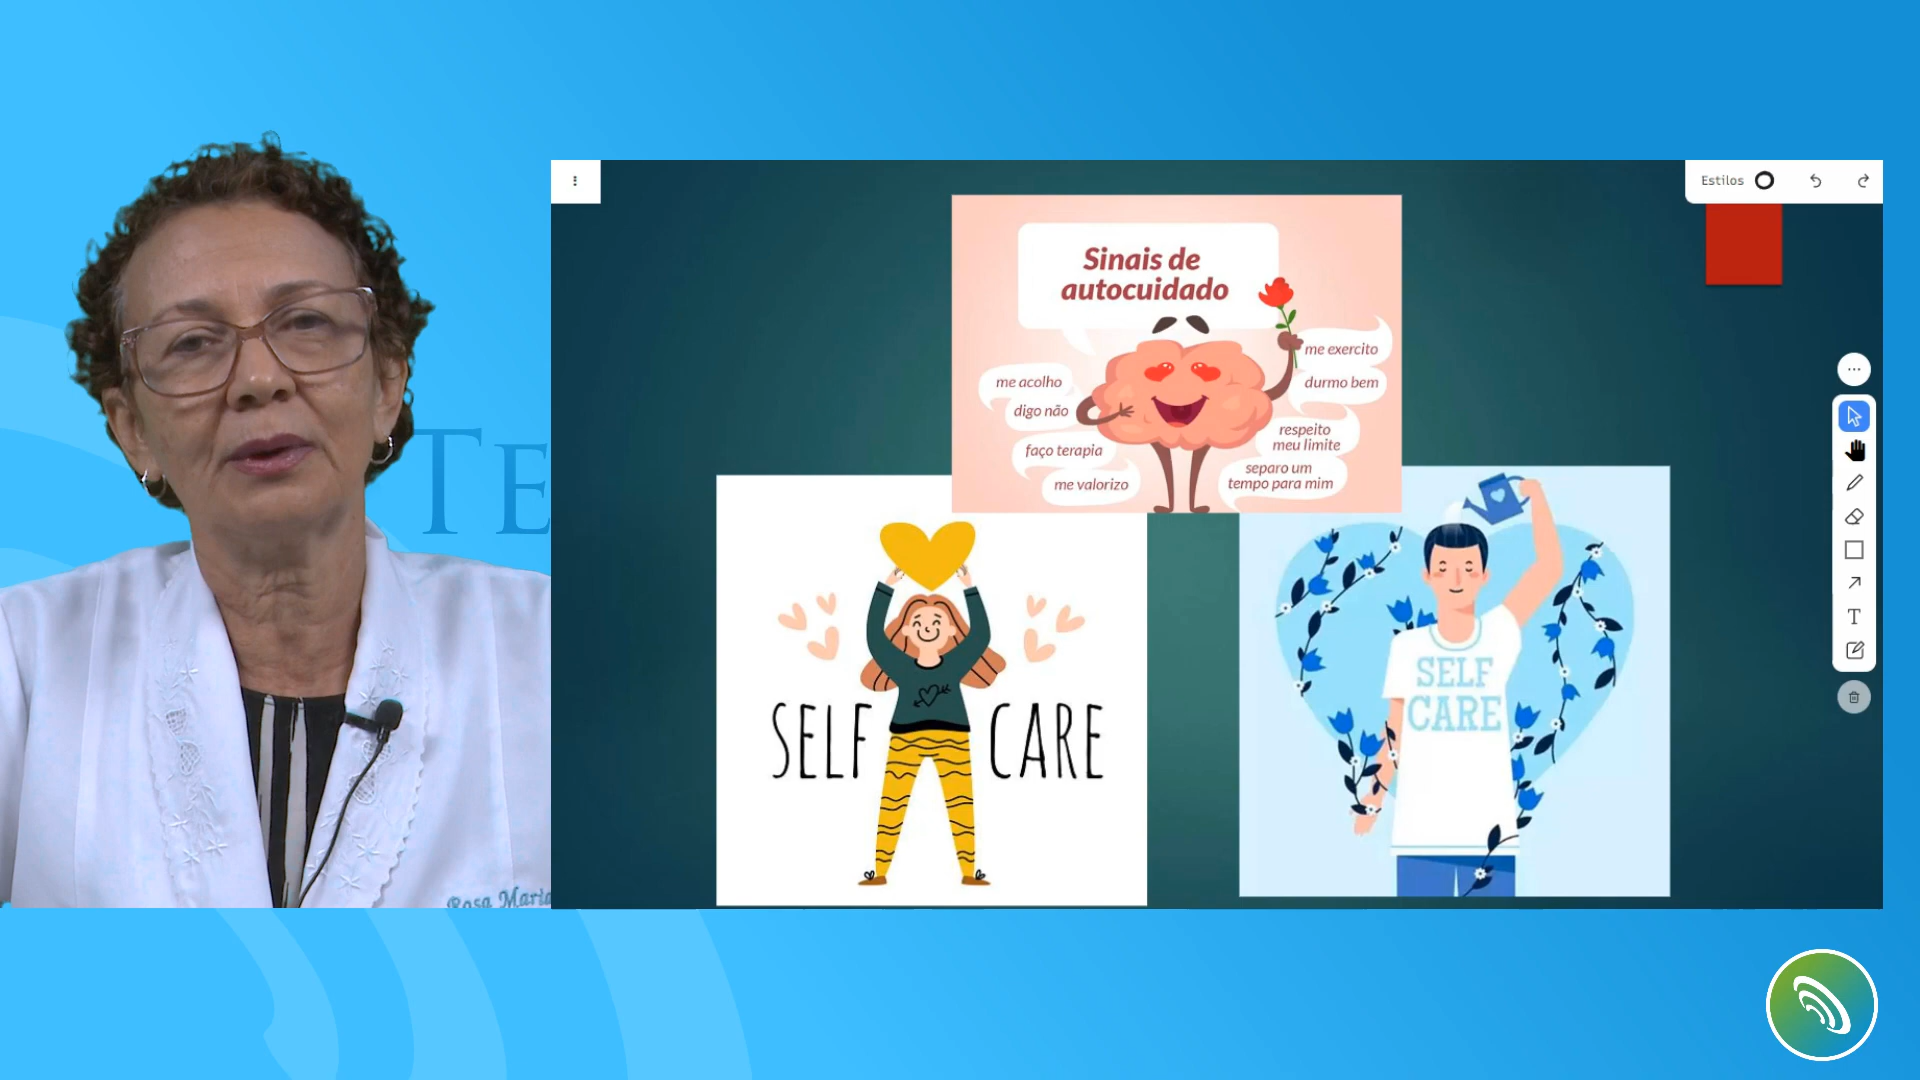 TE
Rosa Maria
Estilos
Sinais de
autocuidado
me exercito
durmo bem
me acolho
digo não
respeito
meu limite
faço terapia
separo um
tempo para mim
me valorizo
SELF CARE
SELF
CARE
T